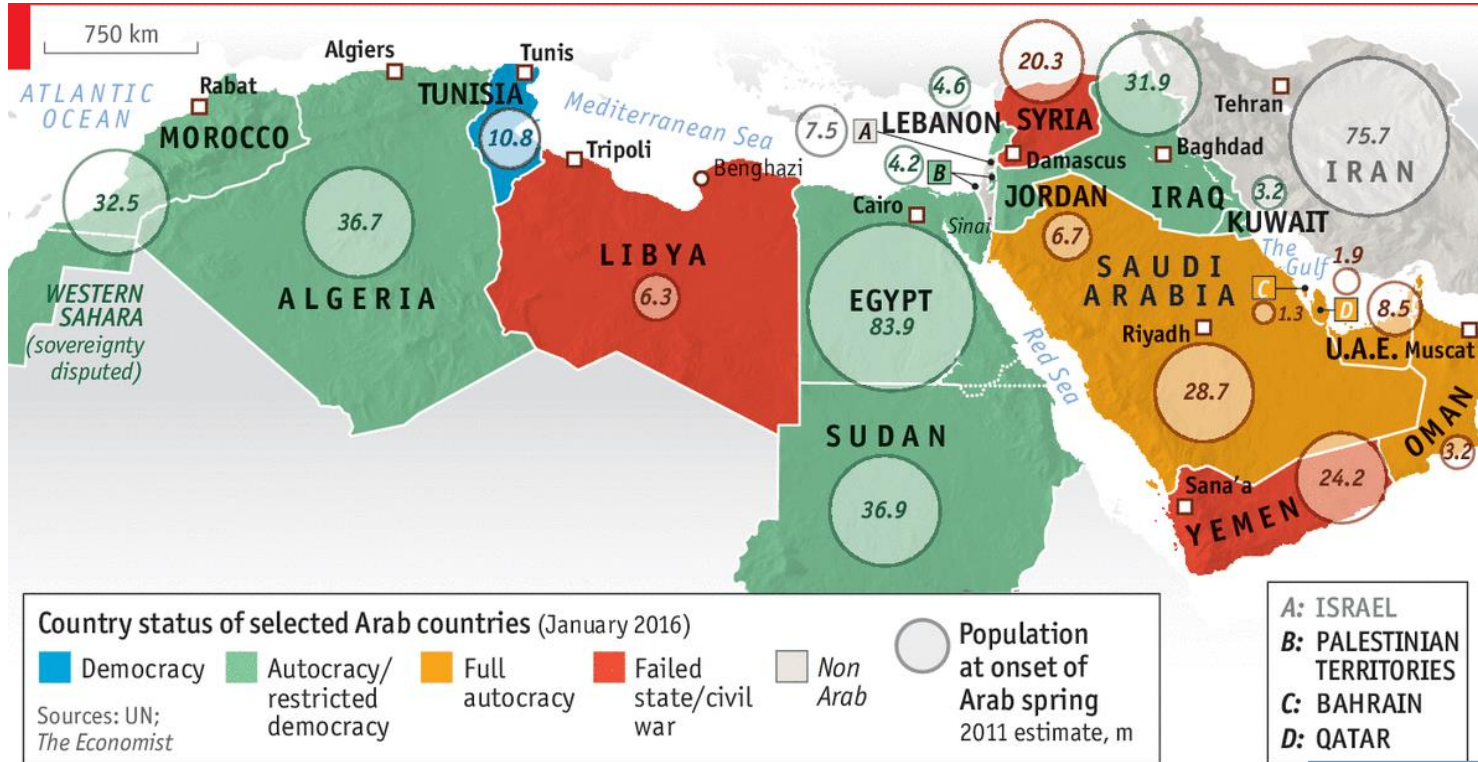 750 km
ATLANTIC
OCEAN
Rabat
MOROCCO
32.5
WESTERN
SAHARA
(sovereignty
disputed)
Algiers
36.7
ALGERIA
Tunis
TUNISIA
10.8
Mediterranean Sea
Tripoli
Benghazi
LIBYA
6.3
7.5
A
4.6
LEBANON
4.2
B
20.3
SYRIA
Damascus
31.9
Baghdad
IRAQ
Tehran
75.7
IRAN
3.2
KUWAIT
JORDAN
6.7
Cairo
Sinai
EGYPT
83.9
Red Sea
SUDAN
36.9
SAUDI
ARABIA
Riyadh
28.7
The
Gulf
C
1.3
1.9
D
8.5
U.A.E.
Muscat
OMAN
3.2
Sana'a
YEMEN
24.2
Country status of selected Arab countries (January 2016)
Democracy
Autocracy/
restricted
democracy
Full
autocracy
Failed
state/civil
war
Non
Arab
Population
at onset of
Arab spring
2011 estimate, m
Sources: UN;
The Economist
A: ISRAEL
B: PALESTINIAN
TERRITORIES
C: BAHRAIN
D: QATAR